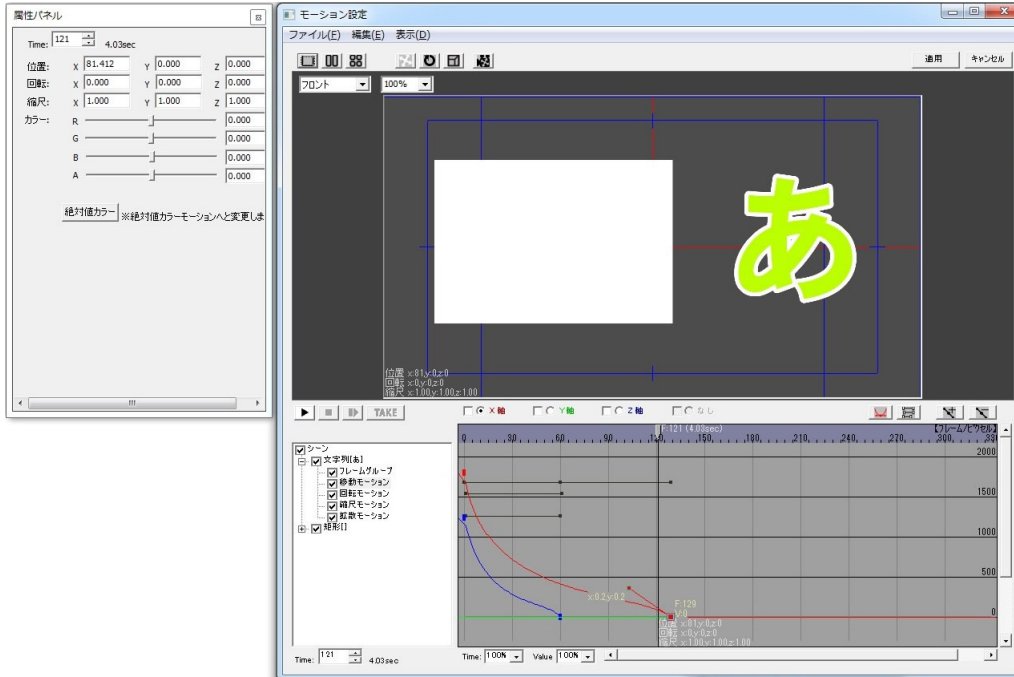 属性パネル
Time: 121 4.03sec
位置: X 81.412 Y 0.000 Z 0.000
回転: X 0.000 Y 0.000 Z 0.000
縮尺: X 1.000 Y 1.000 Z 1.000
カラー: R 0.000
G 0.000
B 0.000
A 0.000
絶対値カラー ※絶対値カラーモーションへと変更しま
モーション設定
ファイル(F) 編集(E) 表示(D)
適用 キャンセル
フロント 100%
あ
位置 x:81,y:0,z:0
回転 x:0,y:0,z:0
縮尺 x:1.00,y:1.00,z:1.00
TAKE X 軸 Y 軸 Z 軸 なし
F:121 (4.03sec) 【フレーム/ピクセル】
0 30 60 90 120 150 180 210 240 270 300 330
2000
1500
1000
500
0
シーン
文字列[あ]
フレームグループ
移動モーション
回転モーション
縮尺モーション
拡散モーション
矩形[]
x:0.2,y:0.2
F:129
V:0
位置 x:81,y:0,z:0
回転 x:0,y:0,z:0
縮尺 x:1.00,y:1.00,z:1.00
Time: 121 4.03sec
Time: 100% Value 100%